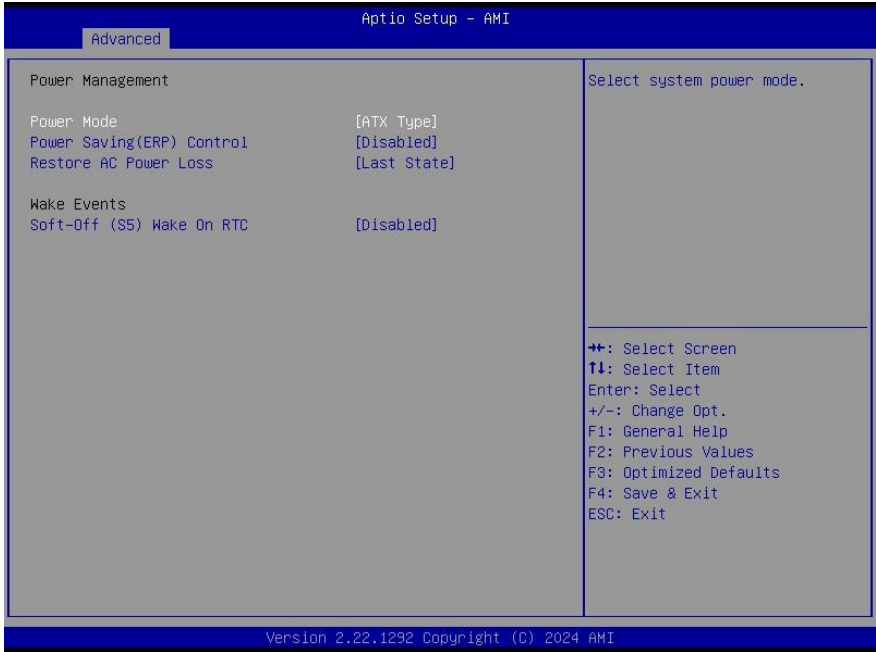 Aptio Setup – AMI
Advanced
Power Management
Power Mode [ATX Type]
Power Saving(ERP) Control [Disabled]
Restore AC Power Loss [Last State]
Wake Events
Soft-Off (S5) Wake On RTC [Disabled]
Select system power mode.
→←: Select Screen
↑↓: Select Item
Enter: Select
+/-: Change Opt.
F1: General Help
F2: Previous Values
F3: Optimized Defaults
F4: Save & Exit
ESC: Exit
Version 2.22.1292 Copyright (C) 2024 AMI